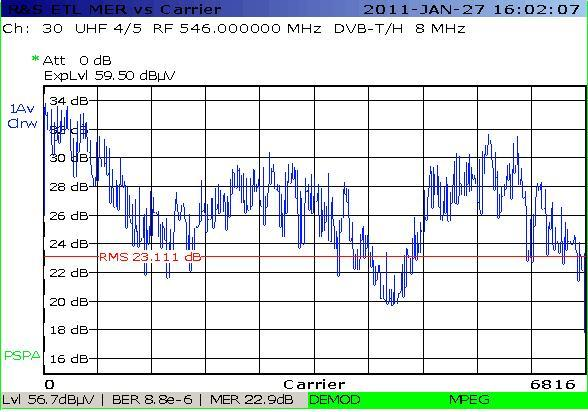 R&S ETL MER vs Carrier 2011-JAN-27 16:02:07
Ch: 30 UHF 4/5 RF 546.000000 MHz DVB-T/H 8 MHz
* Att 0 dB
ExpLvl 59.50 dBµV
1Av
Clrw
34 dB
32 dB
30 dB
28 dB
26 dB
24 dB
RMS 23.111 dB
22 dB
20 dB
18 dB
PSPA
16 dB
0 Carrier 6816
Lvl 56.7dBµV | BER 8.8e-6 | MER 22.9dB DEMOD MPEG